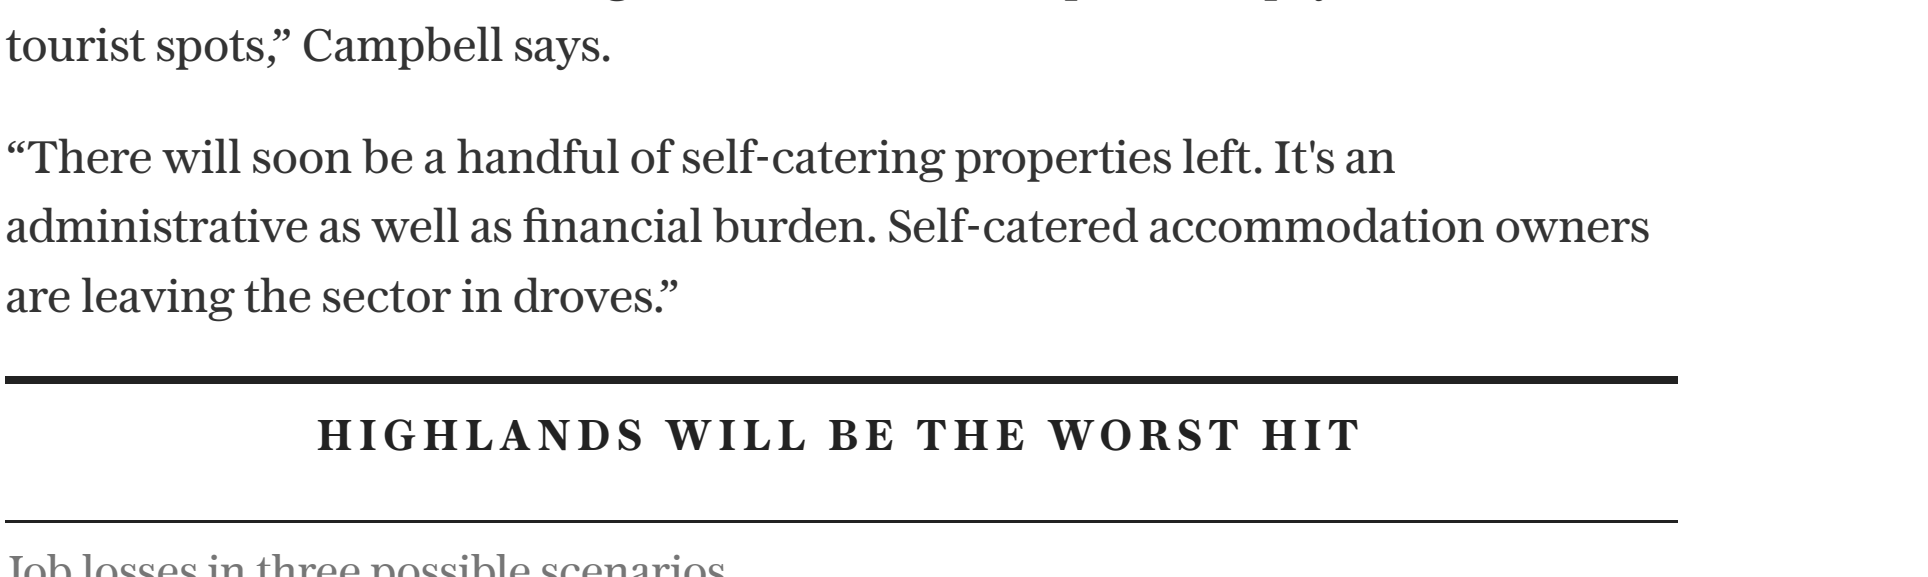 tourist spots,” Campbell says.
“There will soon be a handful of self-catering properties left. It's an
administrative as well as financial burden. Self-catered accommodation owners
are leaving the sector in droves.”
HIGHLANDS WILL BE THE WORST HIT
Job losses in three possible scenarios